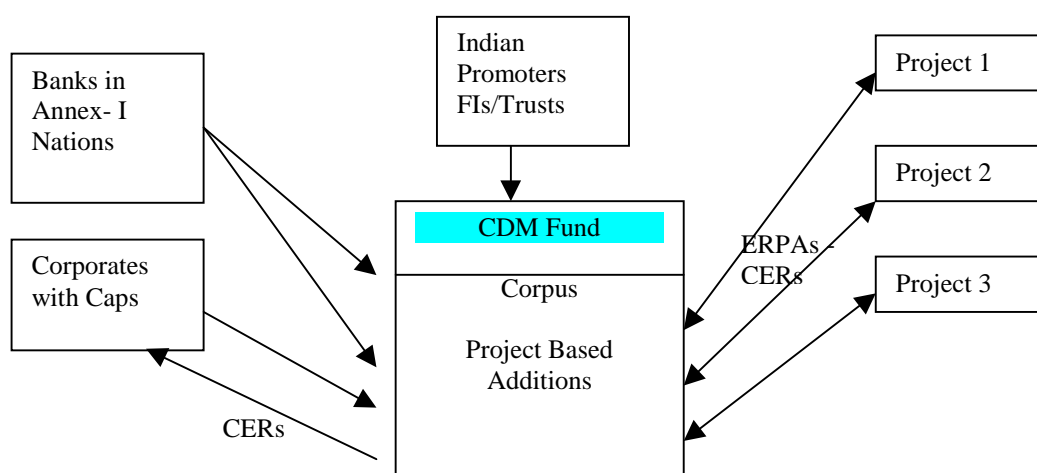 Banks in
Annex- I
Nations
Indian
Promoters
FIs/Trusts
Project 1
Project 2
Project 3
CDM Fund
Corpus
Project Based
Additions
ERPAs -
CERs
Corporates
with Caps
CERs